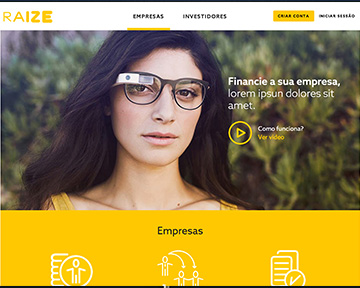 RAIZE
EMPRESAS
INVESTIDORES
CRIAR CONTA
INICIAR SESSÃO
Financie a sua empresa,
lorem ipsun dolores sit
amet.
Como funciona?
Ver vídeo
Empresas